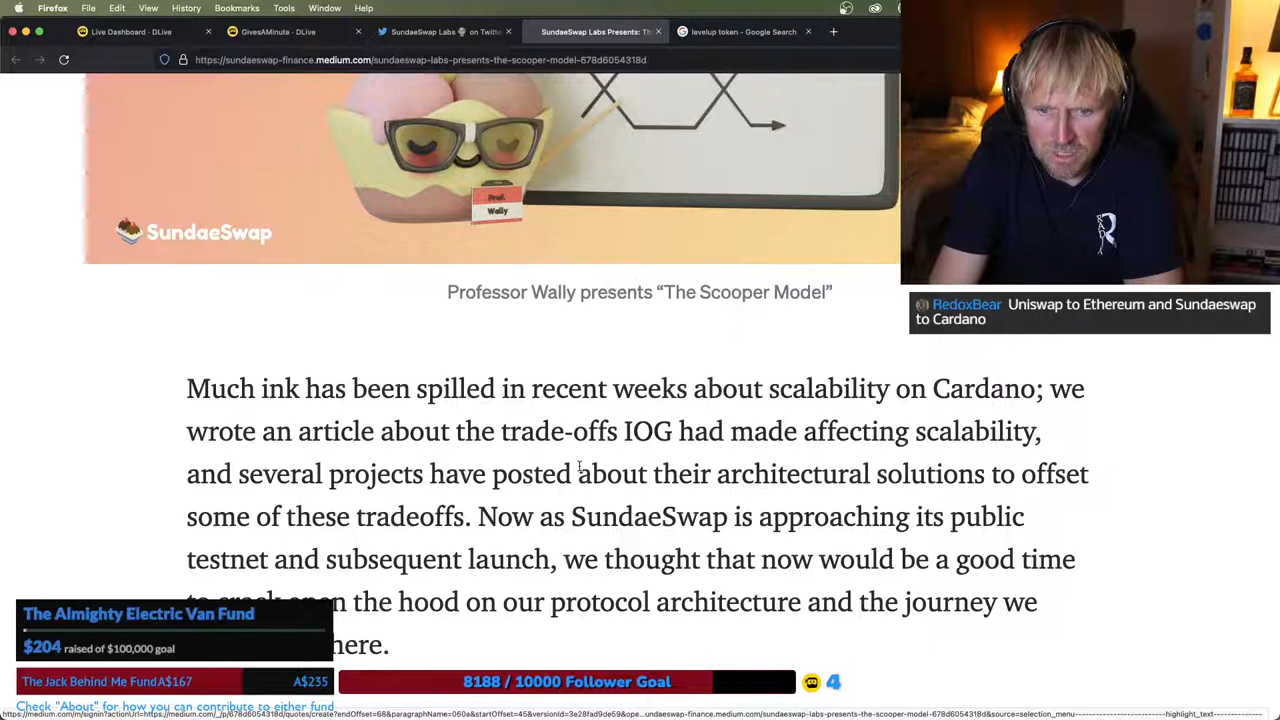 Firefox File Edit View History Bookmarks Tools Window Help
Live Dashboard - DLive
GivesAMinute - DLive
SundaeSwap Labs on Twitte
SundaeSwap Labs Presents: Th
levelup token - Google Search
https://sundaeswap-finance.medium.com/sundaeswap-labs-presents-the-scooper-model-678d6054318d
Prof.
Wally
SundaeSwap
Professor Wally presents “The Scooper Model”
RedoxBear Uniswap to Ethereum and Sundaeswap
to Cardano
Much ink has been spilled in recent weeks about scalability on Cardano; we
wrote an article about the trade-offs IOG had made affecting scalability,
and several projects have posted about their architectural solutions to offset
some of these tradeoffs. Now as SundaeSwap is approaching its public
testnet and subsequent launch, we thought that now would be a good time
the hood on our protocol architecture and the journey we
here.
The Almighty Electric Van Fund
$204 raised of $100,000 goal
The Jack Behind Me Fund A$167 A$235
8188 / 10000 Follower Goal
4
Check "About" for how you can contribute to either fund